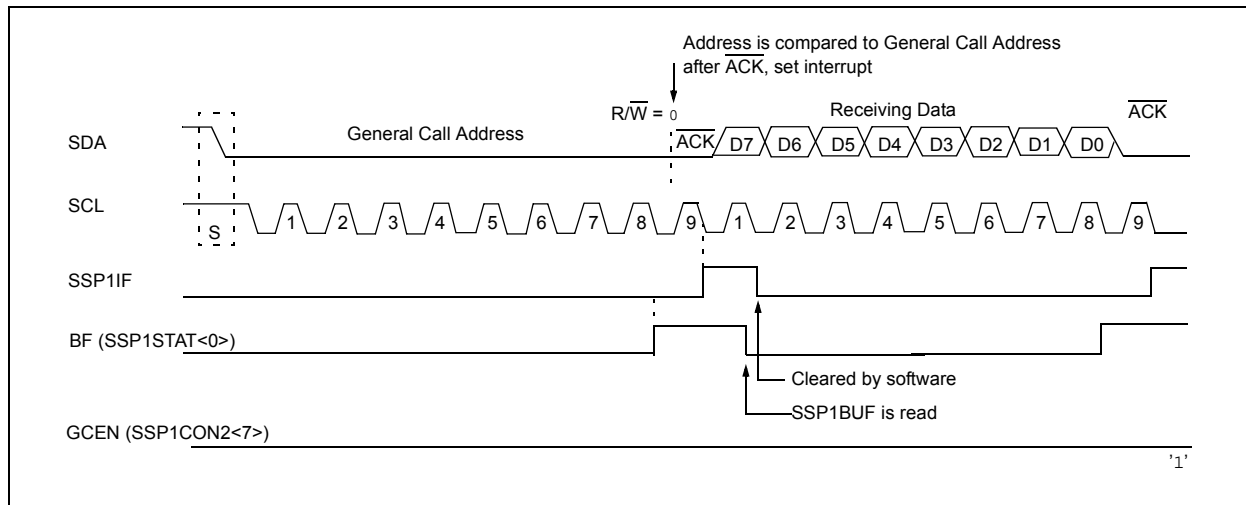 Address is compared to General Call Address
after ACK, set interrupt
R/W = 0
Receiving Data
ACK
SDA
General Call Address
ACK
D7 D6 D5 D4 D3 D2 D1 D0
SCL
S
1 2 3 4 5 6 7 8 9 1 2 3 4 5 6 7 8 9
SSP1IF
BF (SSP1STAT<0>)
Cleared by software
SSP1BUF is read
GCEN (SSP1CON2<7>)
'1'